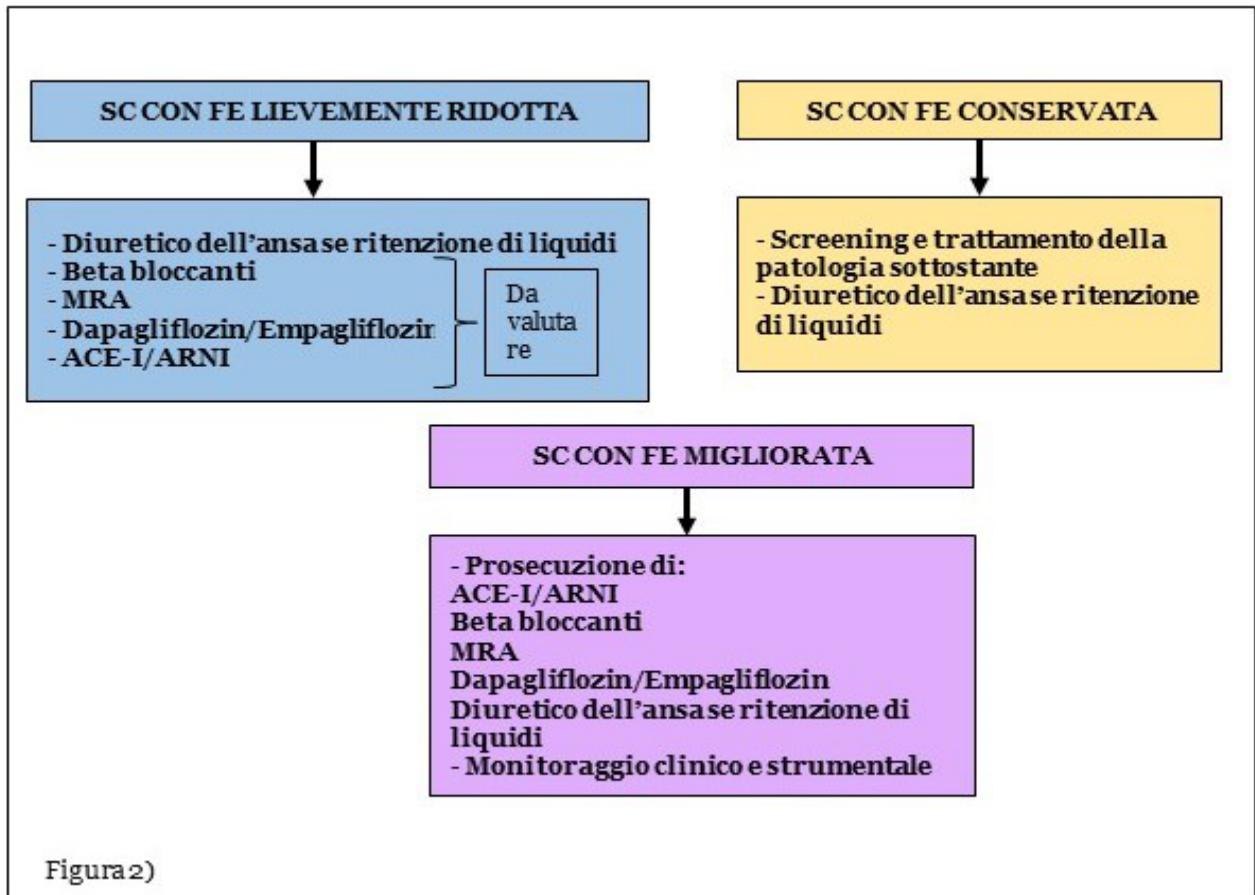 SC CON FE LIEVEMENTE RIDOTTA
- Diuretico dell’ansa se ritenzione di liquidi
- Beta bloccanti
- MRA
- Dapagliflozin/Empagliflozin
- ACE-I/ARNI
Da
valuta
re
SC CON FE CONSERVATA
- Screening e trattamento della
patologia sottostante
- Diuretico dell’ansa se ritenzione
di liquidi
SC CON FE MIGLIORATA
- Prosecuzione di:
ACE-I/ARNI
Beta bloccanti
MRA
Dapagliflozin/Empagliflozin
Diuretico dell’ansa se ritenzione di
liquidi
- Monitoraggio clinico e strumentale
Figura 2)